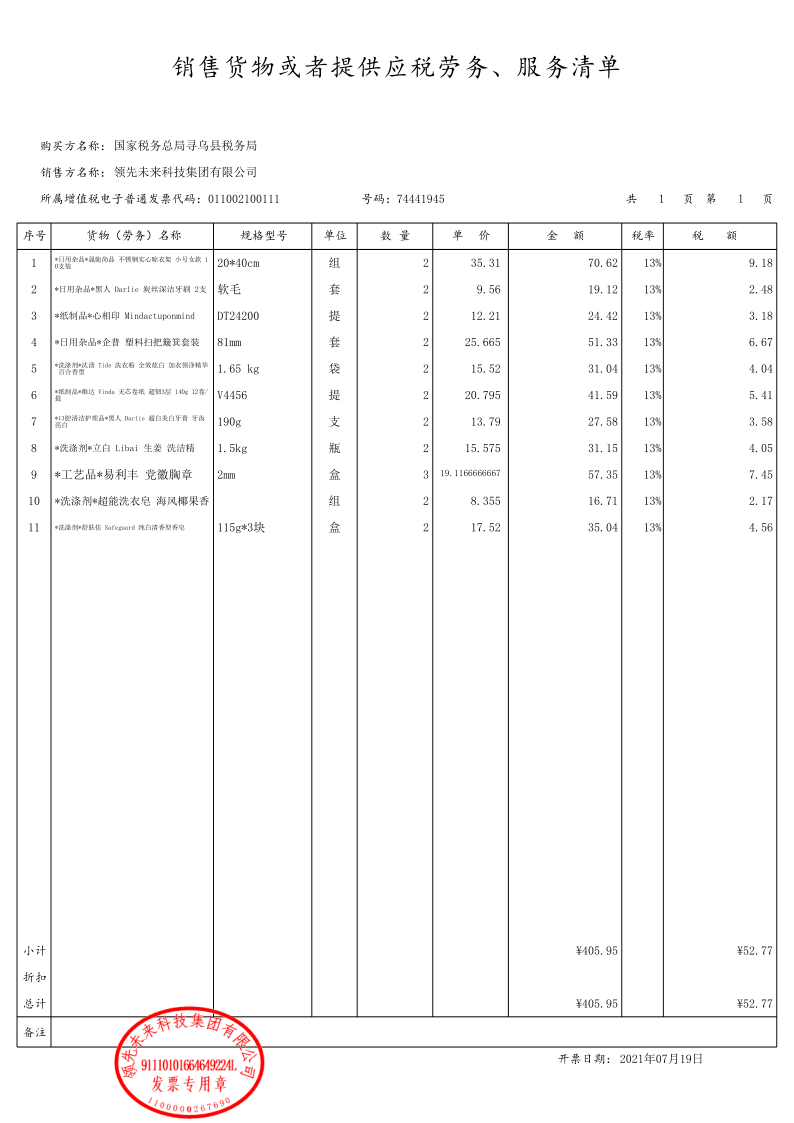 销售货物或者提供应税劳务、服务清单
购买方名称: 国家税务总局寻乌县税务局
销售方名称: 领先未来科技集团有限公司
所属增值税电子普通发票代码: 011002100111 号码: 74441945 共 1 页 第 1 页
序号 货物（劳务）名称 规格型号 单位 数 量 单 价 金 额 税率 税 额
1 *日用杂品*晟旎尚品 不锈钢实心晾衣架 小号女款 1 20*40cm 组 2 35.31 70.62 13% 9.18
0支装
2 *日用杂品*黑人 Darlie 炭丝深洁牙刷 2支 软毛 套 2 9.56 19.12 13% 2.48
3 *纸制品*心相印 Mindactuponmind DT24200 提 2 12.21 24.42 13% 3.18
4 *日用杂品*企普 塑料扫把簸箕套装 81mm 套 2 25.665 51.33 13% 6.67
5 *洗涤剂*汰渍 Tide 洗衣粉 全效炫白 加衣领净精华 1.65 kg 袋 2 15.52 31.04 13% 4.04
百合香型
6 *纸制品*维达 Vinda 无芯卷纸 超韧3层 140g 12卷/ V4456 提 2 20.795 41.59 13% 5.41
提
7 *口腔清洁护理品*黑人 Darlie 超白美白牙膏 牙齿 190g 支 2 13.79 27.58 13% 3.58
亮白
8 *洗涤剂*立白 Libai 生姜 洗洁精 1.5kg 瓶 2 15.575 31.15 13% 4.05
9 *工艺品*易利丰 党徽胸章 2mm 盒 3 19.1166666667 57.35 13% 7.45
10 *洗涤剂*超能洗衣皂 海风椰果香 组 2 8.355 16.71 13% 2.17
11 *洗涤剂*舒肤佳 Safeguard 纯白清香型香皂 115g*3块 盒 2 17.52 35.04 13% 4.56
小计 ¥405.95 ¥52.77
折扣
总计 ¥405.95 ¥52.77
备注
领先未来科技集团有限公司
91110101664649224L
发票专用章
1100000267690
开票日期: 2021年07月19日